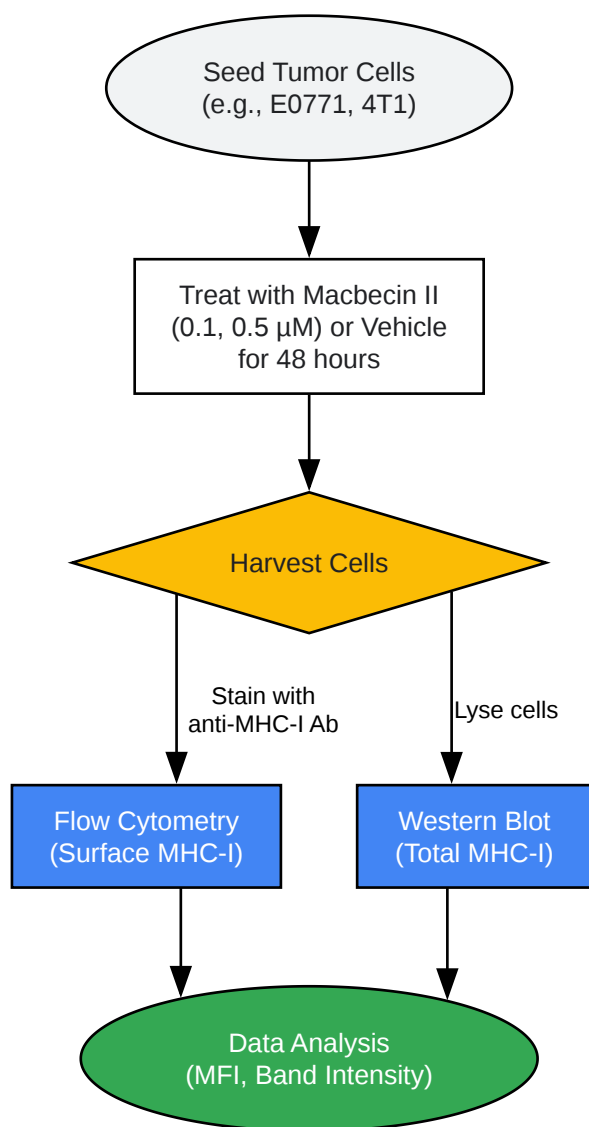 Seed Tumor Cells
(e.g., E0771, 4T1)
Treat with Macbecin II
(0.1, 0.5 µM) or Vehicle
for 48 hours
Harvest Cells
Stain with
anti-MHC-I Ab
Lyse cells
Flow Cytometry
(Surface MHC-I)
Western Blot
(Total MHC-I)
Data Analysis
(MFI, Band Intensity)